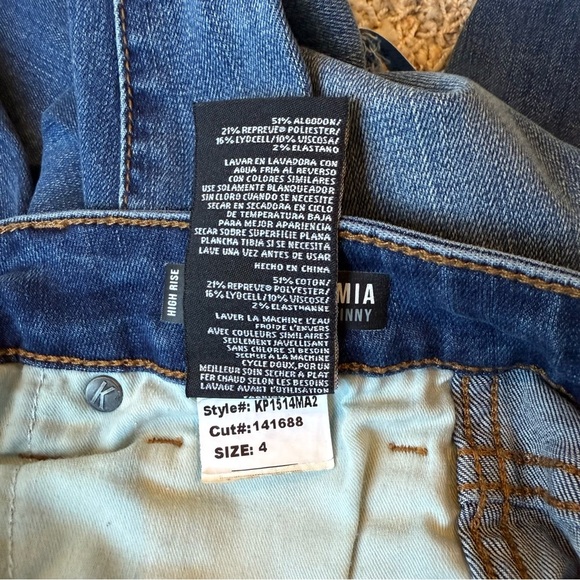 51% ALGODON/
21% REPREVE® POLIESTER/
16% LYOCELL/10% VISCOSA/
2% ELASTANO
LAVAR EN LAVADORA CON
AGUA FRIA AL REVERSO
CON COLORES SIMILARES
USE SOLAMENTE BLANQUEADOR
SIN CLORO CUANDO SE NECESITE
SECAR EN SECADORA EN CICLO
DE TEMPERATURA BAJA
PARA MEJOR APARIENCIA
SECAR SOBRE SUPERFICIE PLANA
PLANCHA TIBIA SI SE NECESITA
LAVE UNA VEZ ANTES DE USAR
HECHO EN CHINA
51% COTON/
21% REPREVE® POLYESTER/
16% LYOCELL/10% VISCOSE/
2% ELASTHANNE
LAVER LA MACHINE L'EAU
FROIDE L'ENVERS
AVEC COULEURS SIMILAIRES
SEULEMENT JAVELLISANT
SANS CHLORE SI BESOIN
SECHER A LA MACHINE
CYCLE DOUX, POUR UN
MEILLEUR SOIN SECHER A PLAT
FER CHAUD SELON LES BESOINS
LAVAGE AVANT L'UTILISATION
HIGH RISE
MIA
INNY
K
Style#: KP1514MA2
Cut#:141688
SIZE: 4